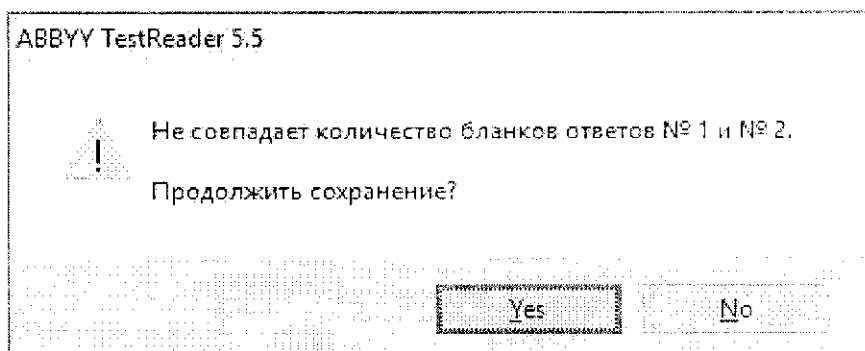 ABBYY TestReader 5.5
Не совпадает количество бланков ответов № 1 и № 2.
Продолжить сохранение?
Yes No